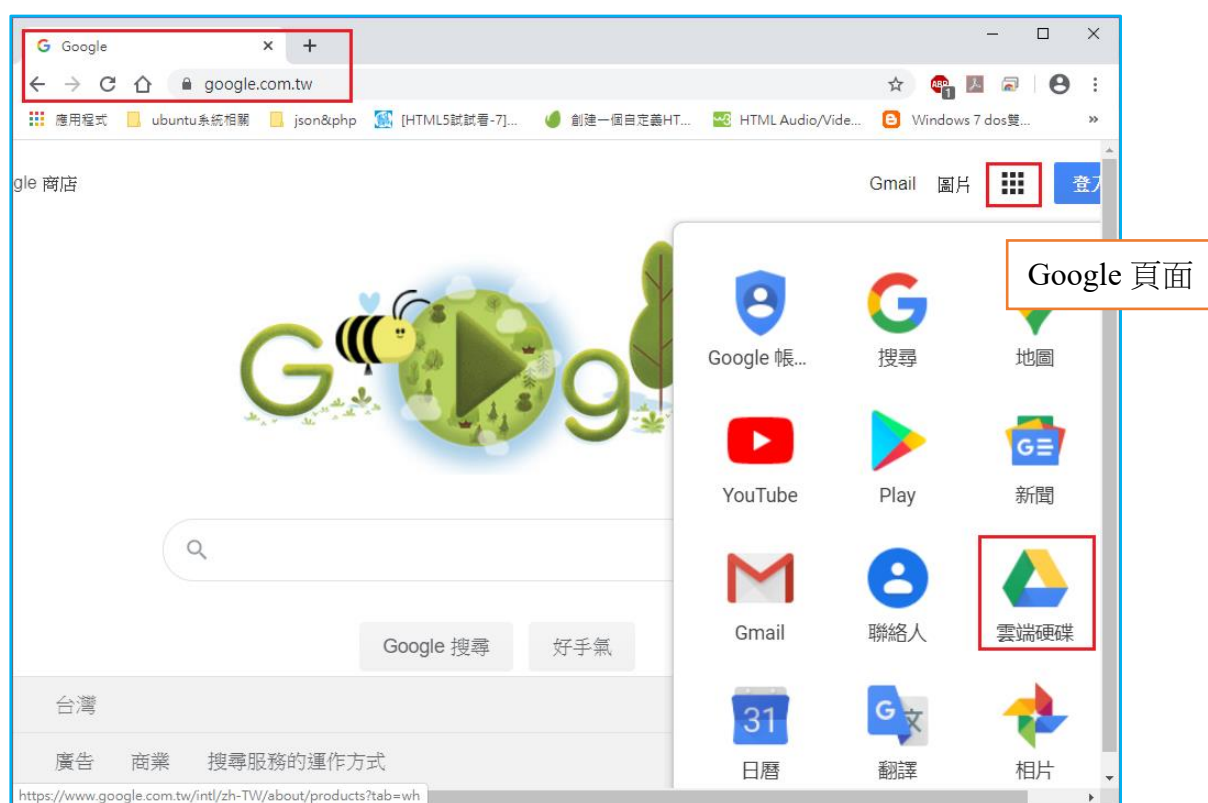 Google
google.com.tw
應用程式 ubuntu系統相關 json&php [HTML5試試看-7]... 創建一個自定義HT... HTML Audio/Vide... Windows 7 dos雙... »
gle 商店 Gmail 圖片 登入
Google 頁面
Google
Google 帳... 搜尋 地圖
YouTube Play 新聞
Gmail 聯絡人 雲端硬碟
Google 搜尋 好手氣
台灣
31 日曆 翻譯 相片
廣告 商業 搜尋服務的運作方式
https://www.google.com.tw/intl/zh-TW/about/products?tab=wh